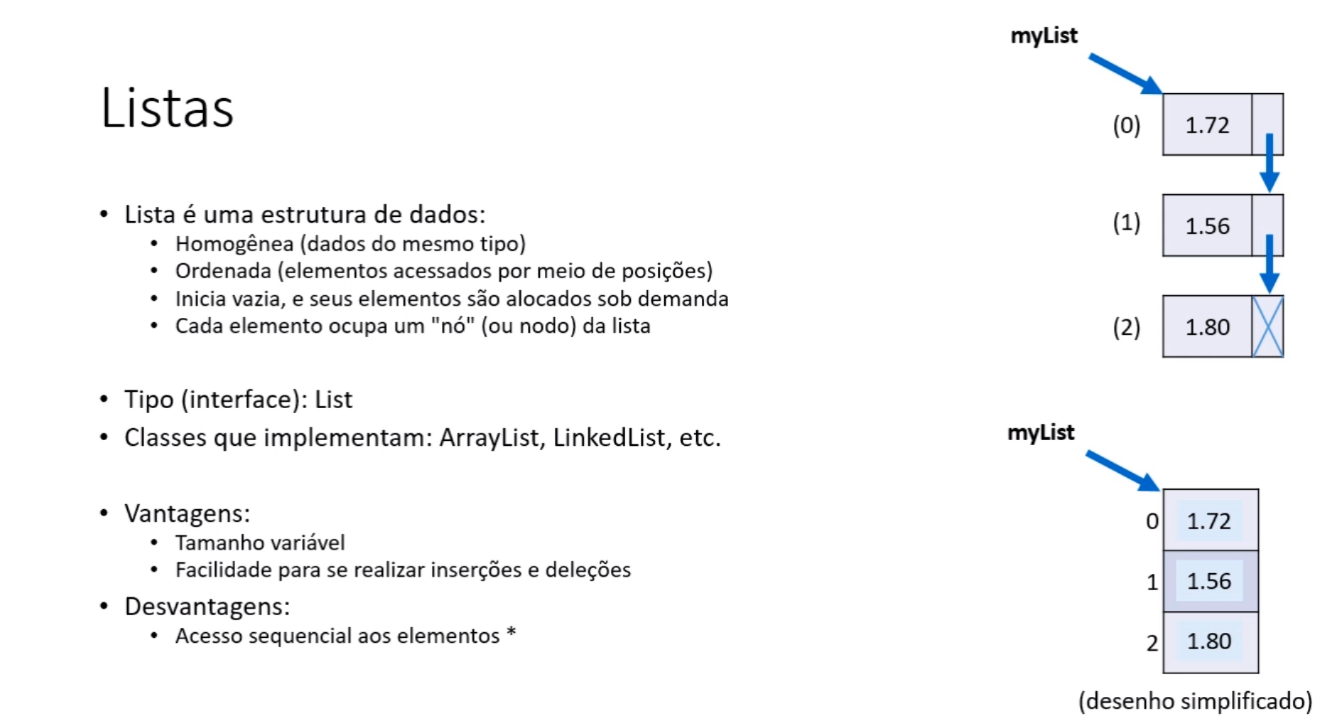 Listas
• Lista é uma estrutura de dados:
• Homogênea (dados do mesmo tipo)
• Ordenada (elementos acessados por meio de posições)
• Inicia vazia, e seus elementos são alocados sob demanda
• Cada elemento ocupa um "nó" (ou nodo) da lista
• Tipo (interface): List
• Classes que implementam: ArrayList, LinkedList, etc.
• Vantagens:
• Tamanho variável
• Facilidade para se realizar inserções e deleções
• Desvantagens:
• Acesso sequencial aos elementos *
myList
(0) 1.72
(1) 1.56
(2) 1.80
myList
0 1.72
1 1.56
2 1.80
(desenho simplificado)